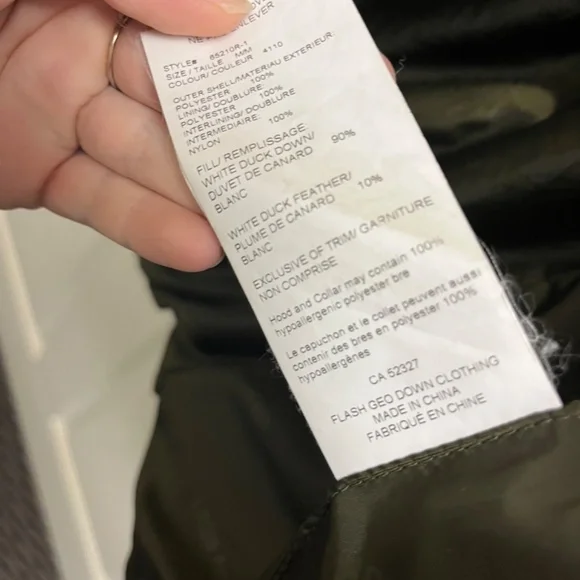 STYLE# 85210R-1
SIZE / TAILLE M/M
COLOUR/ COULEUR 4110
OUTER SHELL/MATERIAU EXTERIEUR
POLYESTER 100%
LINING/ DOUBLURE
POLYESTER 100%
INTERLINING/ DOUBLURE
INTERMEDIAIRE:
NYLON 100%
FILL/ REMPLISSAGE
WHITE DUCK DOWN/ 90%
DUVET DE CANARD
BLANC
WHITE DUCK FEATHER/ 10%
PLUME DE CANARD
BLANC
EXCLUSIVE OF TRIM/ GARNITURE
NON COMPRISE
Hood and Collar may contain 100%
hypoallergenic polyester bre
Le capuchon et le collet peuvent aussi
contenir des bres en polyester 100%
hypoallergènes
CA 52327
FLASH GEO DOWN CLOTHING
MADE IN CHINA
FABRIQUÉ EN CHINE